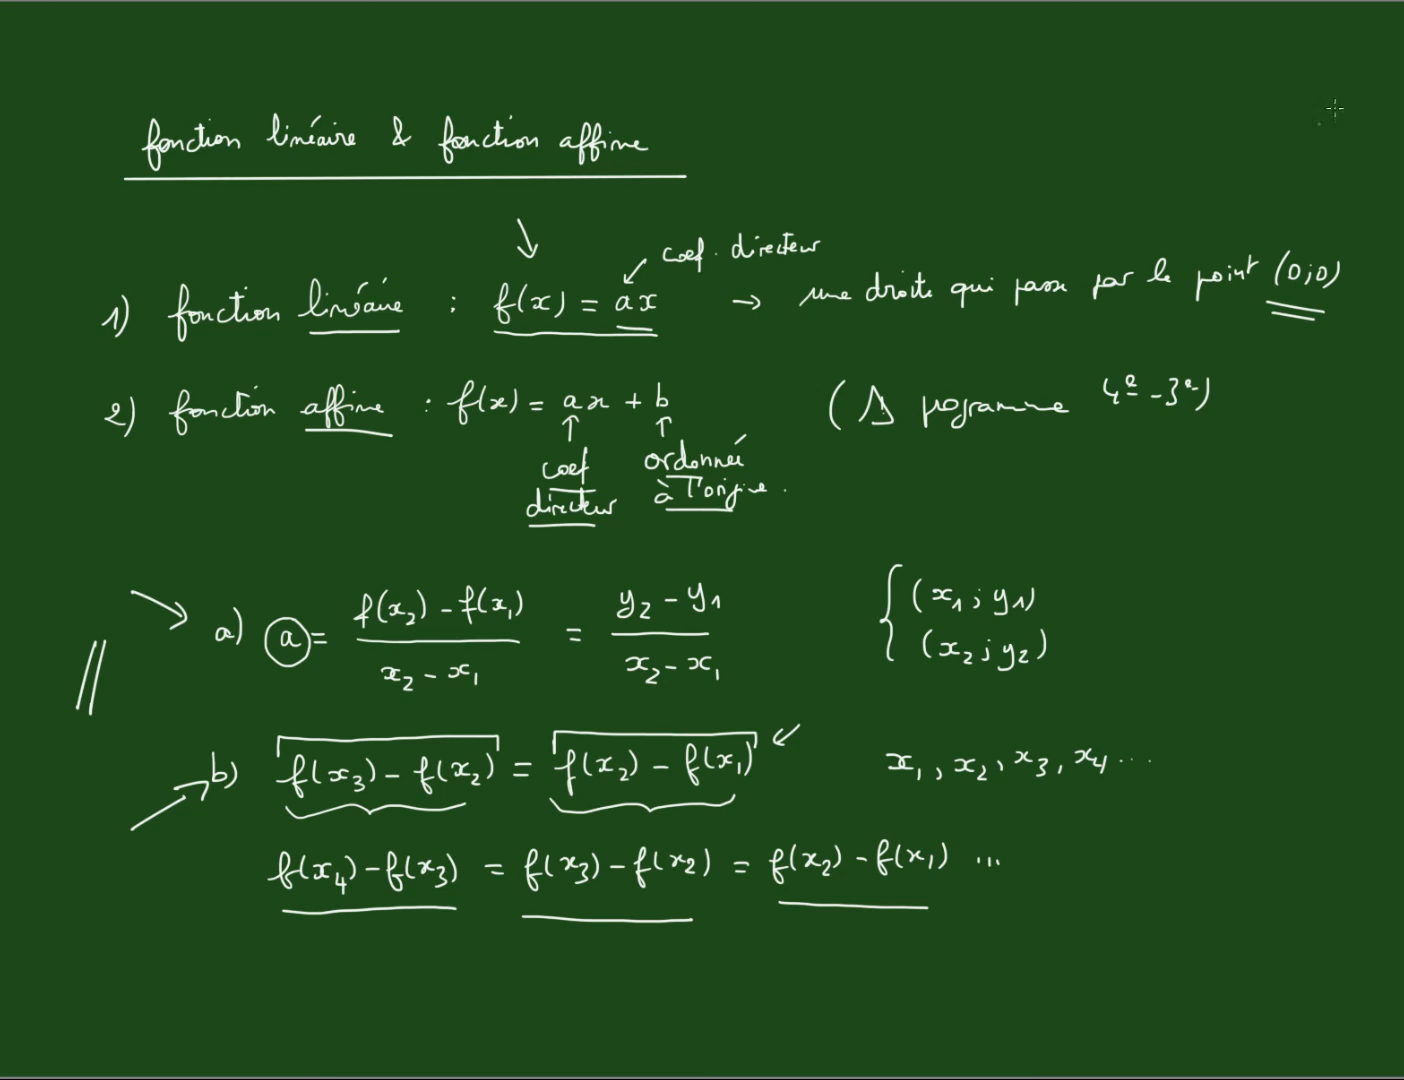 fonction linéaire & fonction affine
coef. directeur
1) fonction linéaire : f(x) = ax → une droite qui passe par le point (0;0)
2) fonction affine : f(x) = ax + b (Δ programme 4e - 3e)
coef directeur
ordonnée à l'origine.
a) a = (f(x₂) - f(x₁)) / (x₂ - x₁) = (y₂ - y₁) / (x₂ - x₁)
{ (x₁ ; y₁)
(x₂ ; y₂)
b) f(x₃) - f(x₂) = f(x₂) - f(x₁) x₁, x₂, x₃, x₄ ...
f(x₄) - f(x₃) = f(x₃) - f(x₂) = f(x₂) - f(x₁) ...